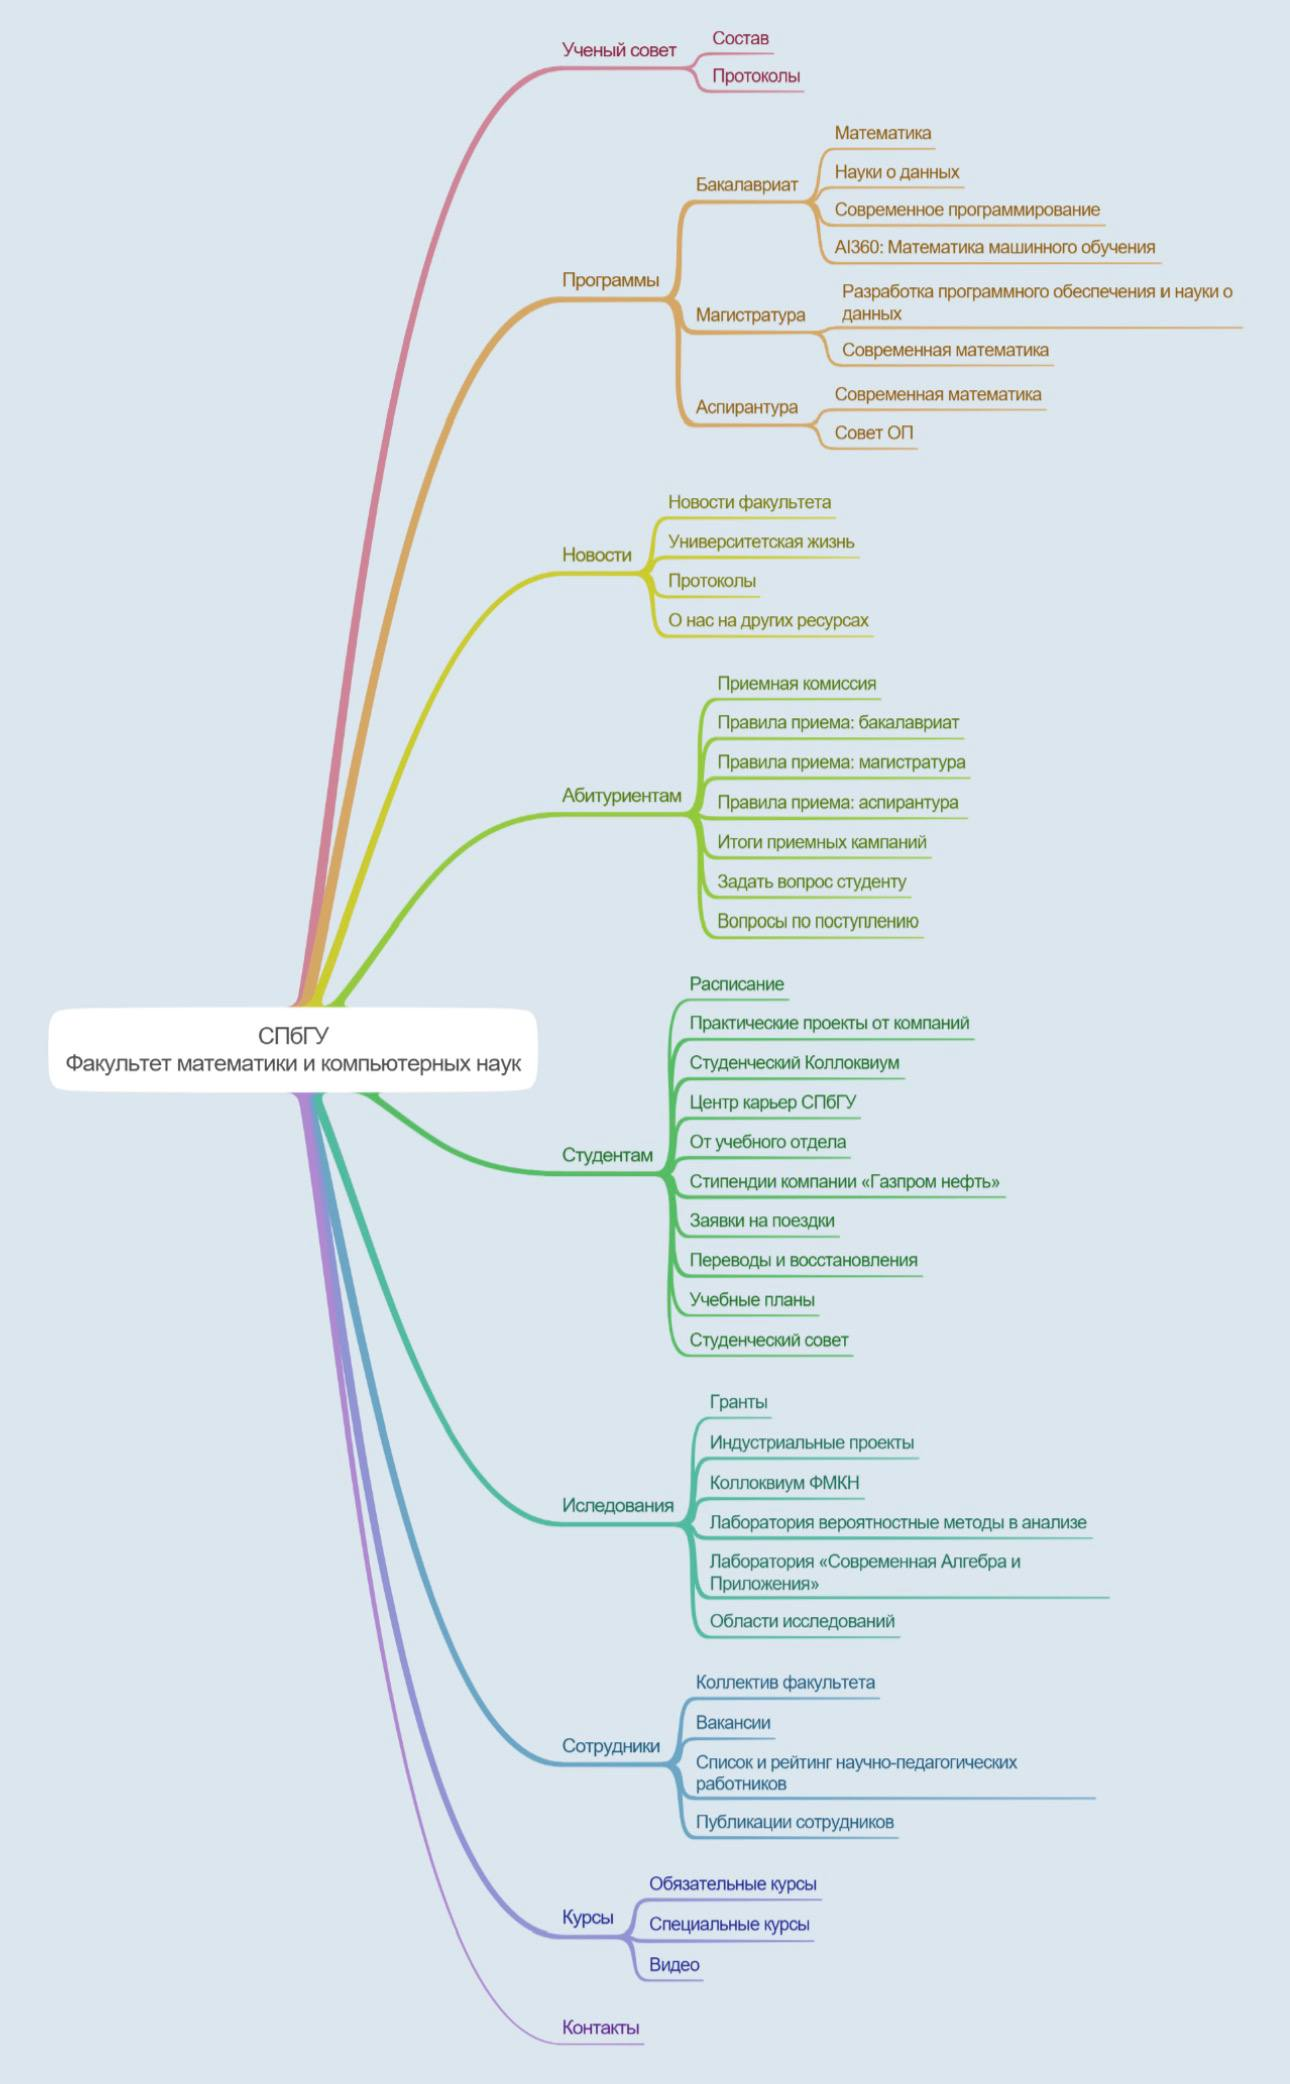 Ученый совет
Состав
Протоколы
Программы
Бакалавриат
Математика
Науки о данных
Современное программирование
AI360: Математика машинного обучения
Магистратура
Разработка программного обеспечения и науки о
данных
Современная математика
Аспирантура
Современная математика
Совет ОП
Новости
Новости факультета
Университетская жизнь
Протоколы
О нас на других ресурсах
Абитуриентам
Приемная комиссия
Правила приема: бакалавриат
Правила приема: магистратура
Правила приема: аспирантура
Итоги приемных кампаний
Задать вопрос студенту
Вопросы по поступлению
СПбГУ
Факультет математики и компьютерных наук
Студентам
Расписание
Практические проекты от компаний
Студенческий Коллоквиум
Центр карьер СПбГУ
От учебного отдела
Стипендии компании «Газпром нефть»
Заявки на поездки
Переводы и восстановления
Учебные планы
Студенческий совет
Иследования
Гранты
Индустриальные проекты
Коллоквиум ФМКН
Лаборатория вероятностные методы в анализе
Лаборатория «Современная Алгебра и
Приложения»
Области исследований
Сотрудники
Коллектив факультета
Вакансии
Список и рейтинг научно-педагогических
работников
Публикации сотрудников
Курсы
Обязательные курсы
Специальные курсы
Видео
Контакты